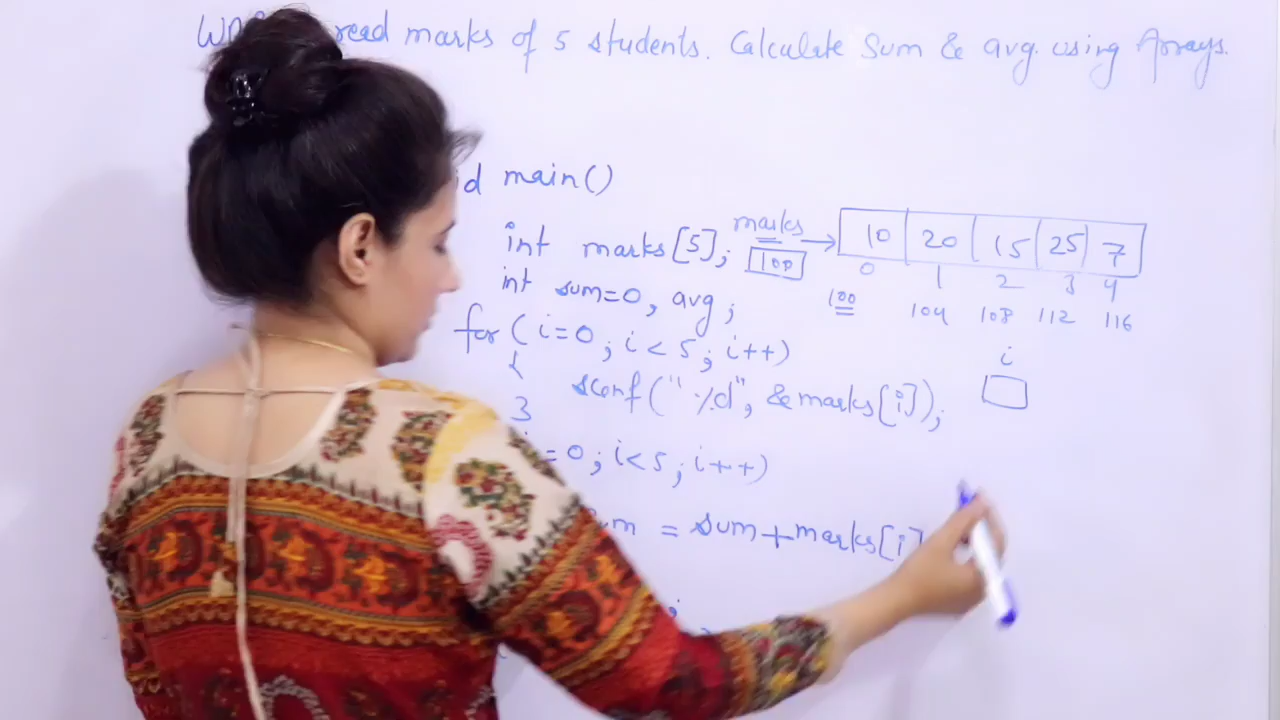 read marks of 5 students. Calculate Sum & avg. using Arrays.
main()
int marks[5];
marks
100
10 20 15 25 7
0 1 2 3 4
100 104 108 112 116
int sum=0, avg;
for (i=0; i<5; i++)
{
scanf("%d", &marks[i]);
}
i
=0; i<5; i++)
= sum+marks[i]